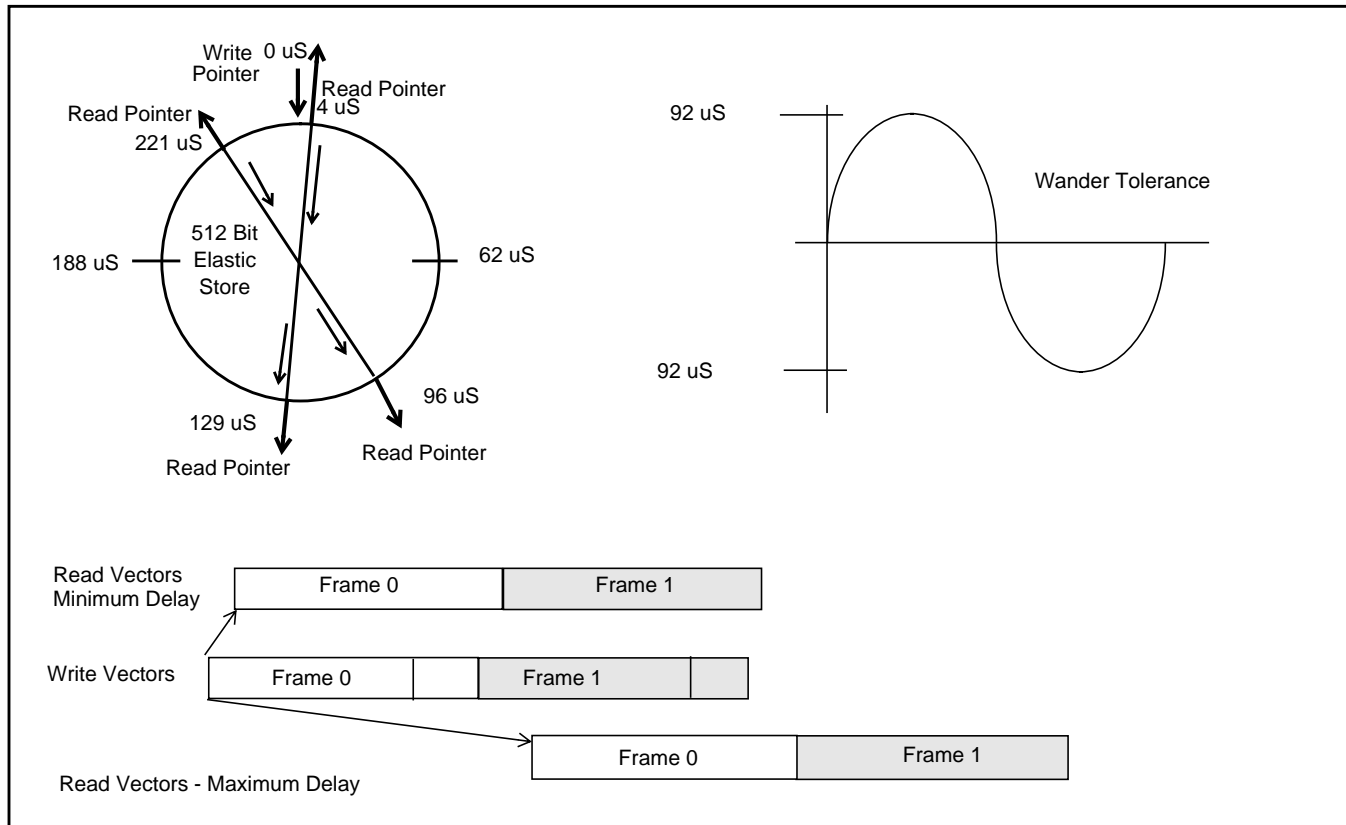 Write 0 uS
Pointer
Read Pointer
4 uS
Read Pointer
221 uS
512 Bit
Elastic
Store
188 uS
62 uS
96 uS
129 uS
Read Pointer
Read Pointer
92 uS
Wander Tolerance
92 uS
Read Vectors
Minimum Delay
Frame 0
Frame 1
Write Vectors
Frame 0
Frame 1
Frame 0
Frame 1
Read Vectors - Maximum Delay